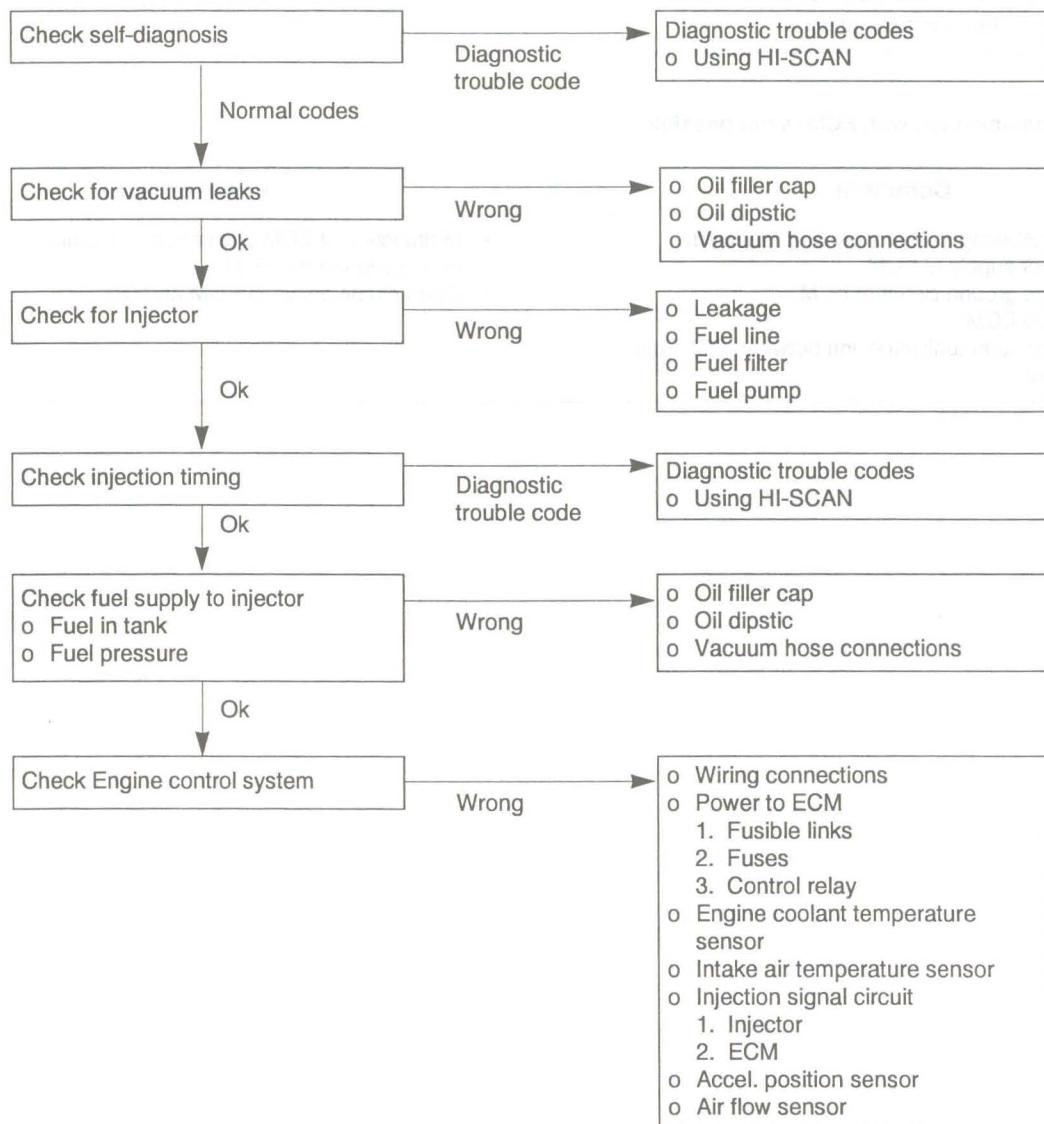 Check self-diagnosis
Diagnostic
trouble code
Diagnostic trouble codes
o Using HI-SCAN
Normal codes
Check for vacuum leaks
Wrong
o Oil filler cap
o Oil dipstic
o Vacuum hose connections
Ok
Check for Injector
Wrong
o Leakage
o Fuel line
o Fuel filter
o Fuel pump
Ok
Check injection timing
Diagnostic
trouble code
Diagnostic trouble codes
o Using HI-SCAN
Ok
Check fuel supply to injector
o Fuel in tank
o Fuel pressure
Wrong
o Oil filler cap
o Oil dipstic
o Vacuum hose connections
Ok
Check Engine control system
Wrong
o Wiring connections
o Power to ECM
1. Fusible links
2. Fuses
3. Control relay
o Engine coolant temperature
sensor
o Intake air temperature sensor
o Injection signal circuit
1. Injector
2. ECM
o Accel. position sensor
o Air flow sensor